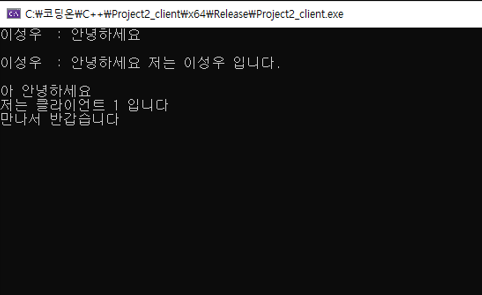 C:₩코딩온₩C++₩Project2_client₩x64₩Release₩Project2_client.exe
이성우  : 안녕하세요
이성우  : 안녕하세요 저는 이성우 입니다.
아 안녕하세요
저는 클라이언트 1 입니다
만나서 반갑습니다